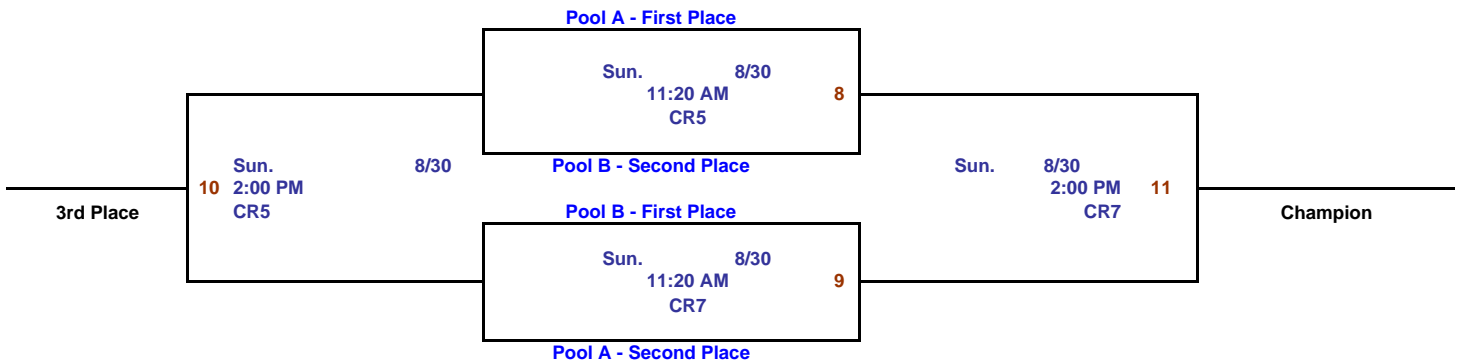 Pool A - First Place
Sun. 8/30
11:20 AM 8
CR5
Pool B - Second Place
Sun. 8/30
10 2:00 PM
CR5
3rd Place
Sun. 8/30
2:00 PM 11
CR7
Champion
Pool B - First Place
Sun. 8/30
11:20 AM 9
CR7
Pool A - Second Place